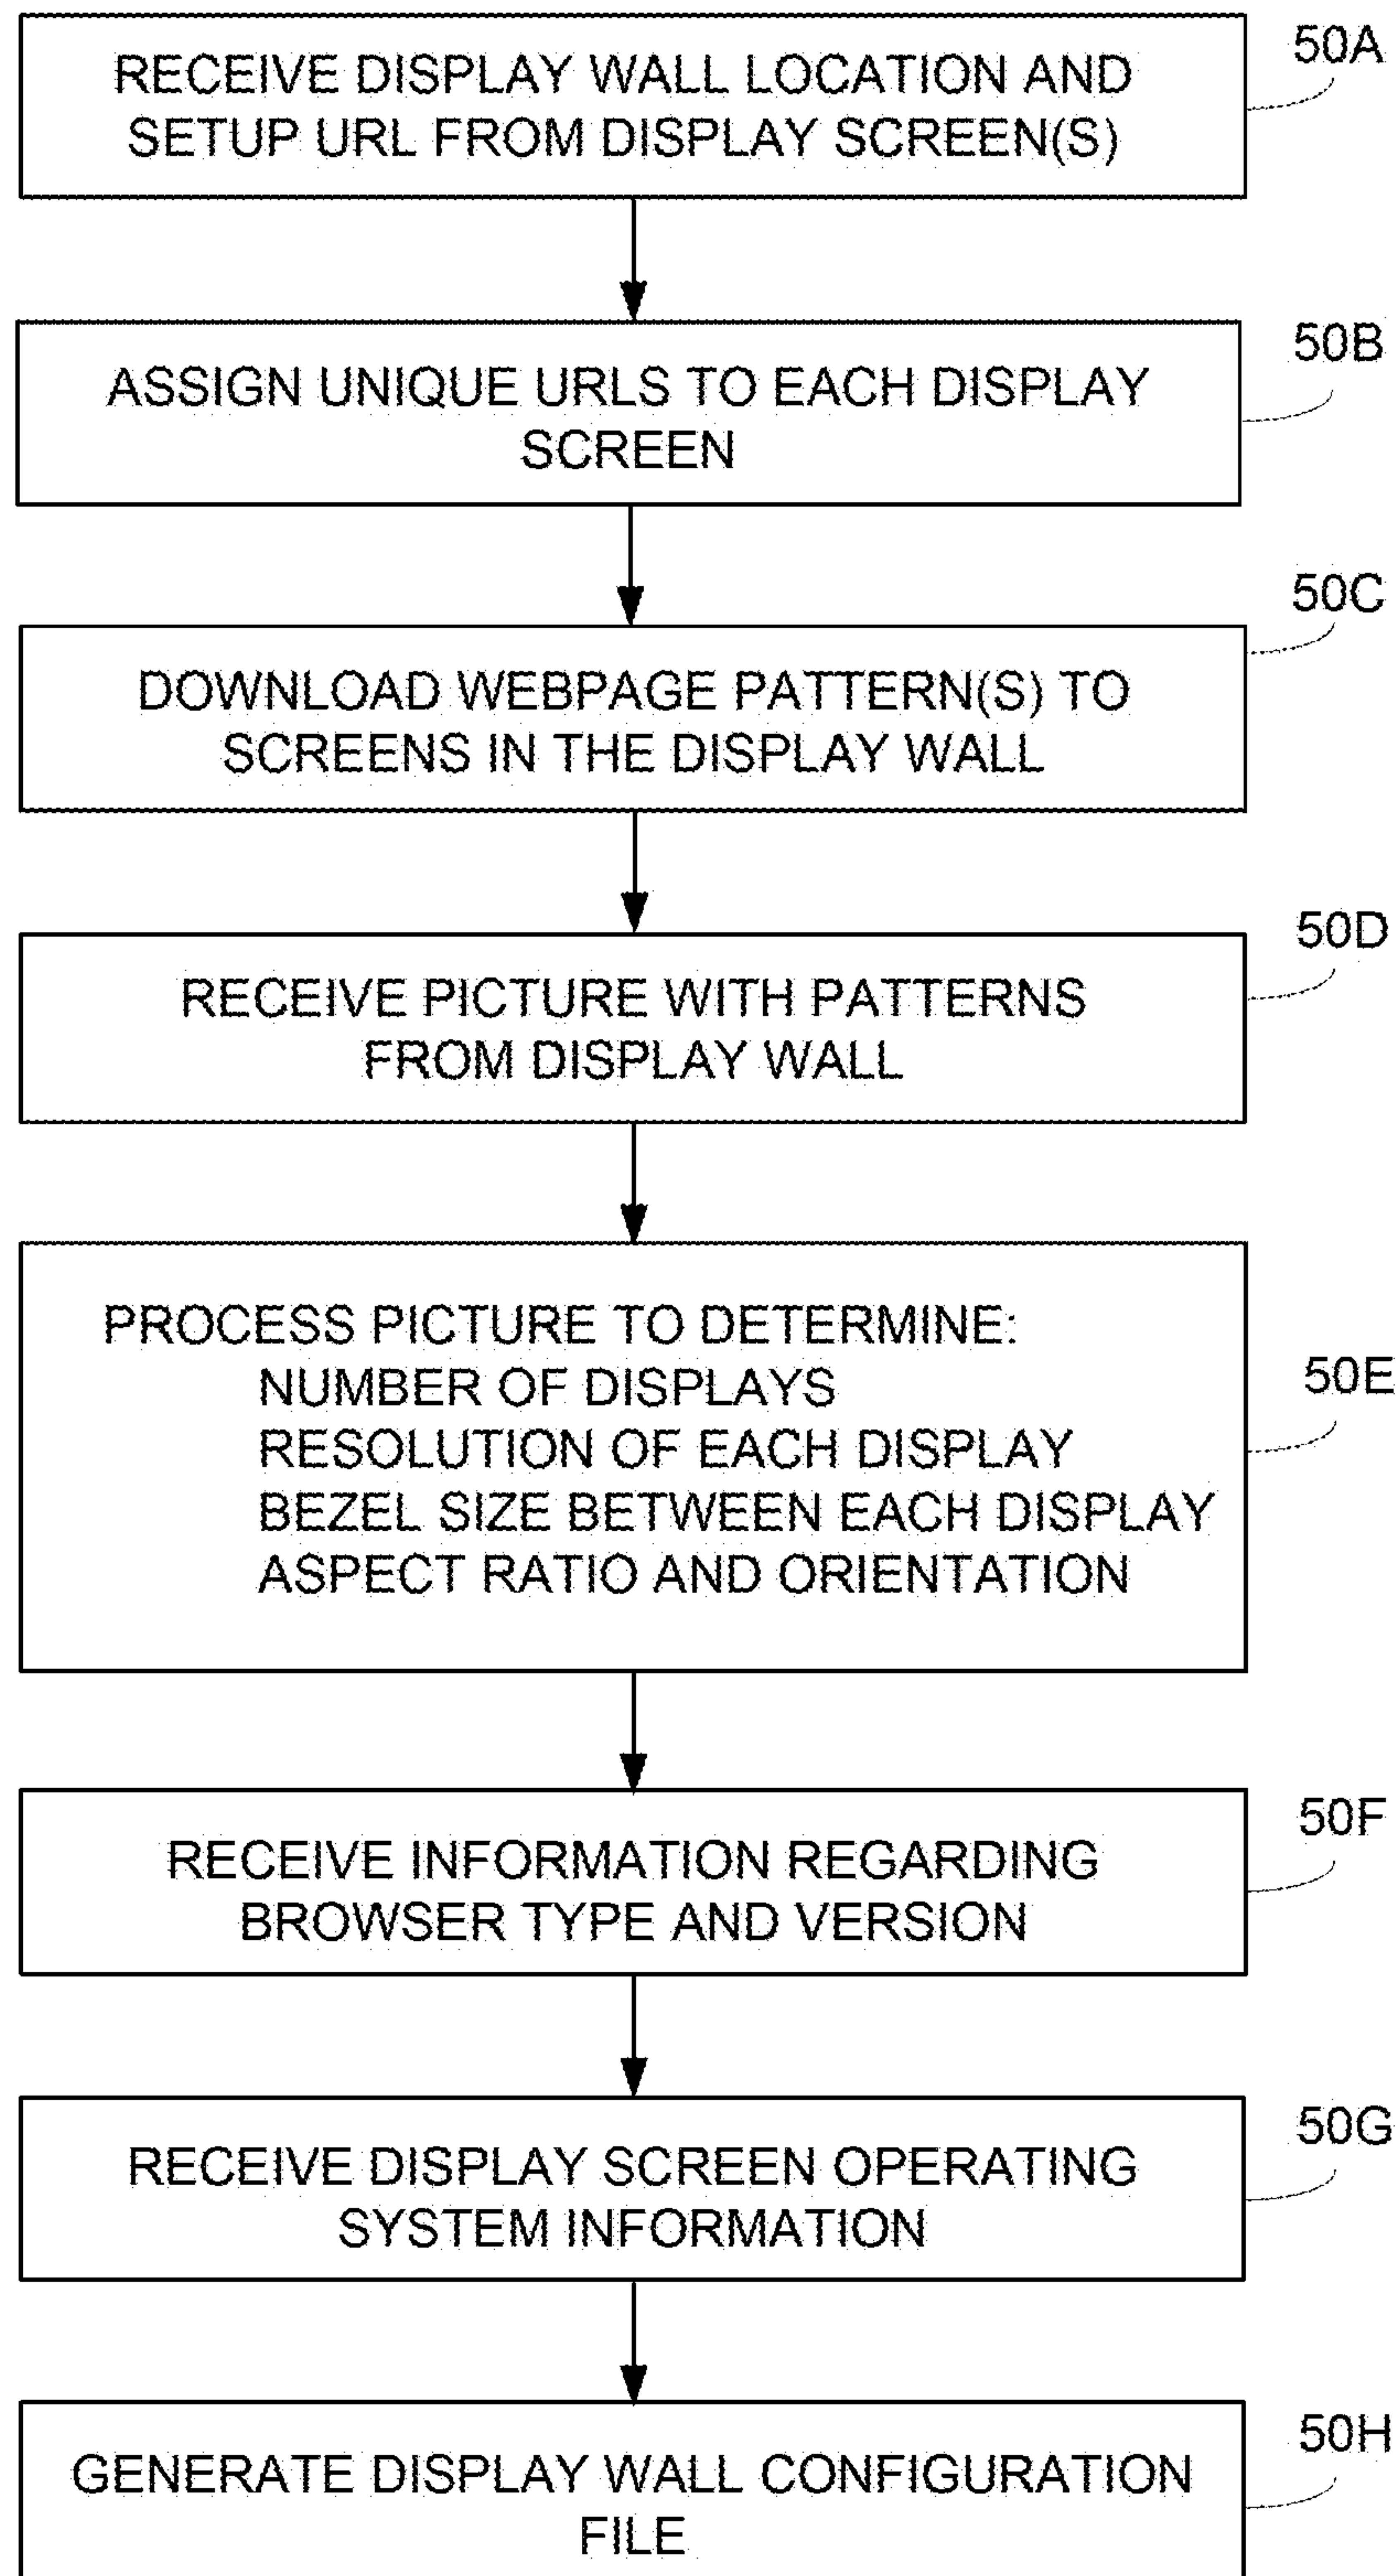 RECEIVE DISPLAY WALL LOCATION AND
SETUP URL FROM DISPLAY SCREEN(S)
50A
ASSIGN UNIQUE URLS TO EACH DISPLAY
SCREEN
50B
DOWNLOAD WEBPAGE PATTERN(S) TO
SCREENS IN THE DISPLAY WALL
50C
RECEIVE PICTURE WITH PATTERNS
FROM DISPLAY WALL
50D
PROCESS PICTURE TO DETERMINE:
NUMBER OF DISPLAYS
RESOLUTION OF EACH DISPLAY
BEZEL SIZE BETWEEN EACH DISPLAY
ASPECT RATIO AND ORIENTATION
50E
RECEIVE INFORMATION REGARDING
BROWSER TYPE AND VERSION
50F
RECEIVE DISPLAY SCREEN OPERATING
SYSTEM INFORMATION
50G
GENERATE DISPLAY WALL CONFIGURATION
FILE
50H